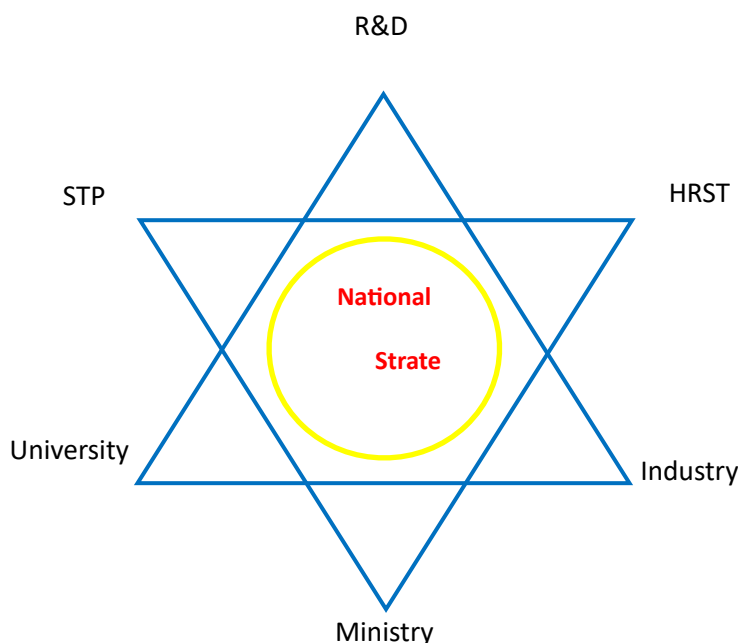 R&D
STP
HRST
National
Strate
University
Industry
Ministry